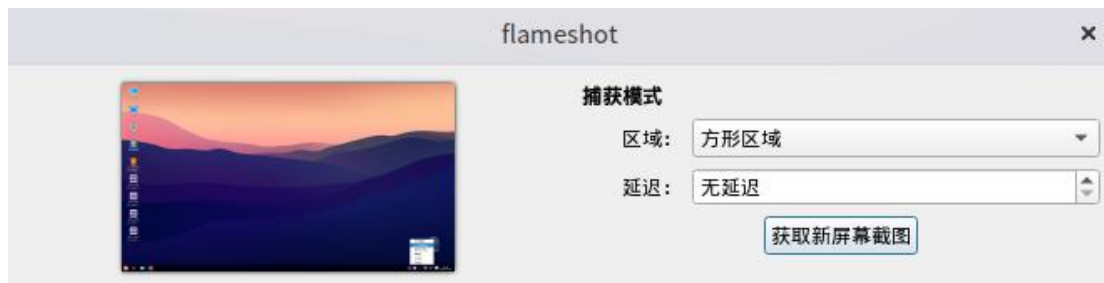 flameshot
捕获模式
区域: 方形区域
延迟: 无延迟
获取新屏幕截图